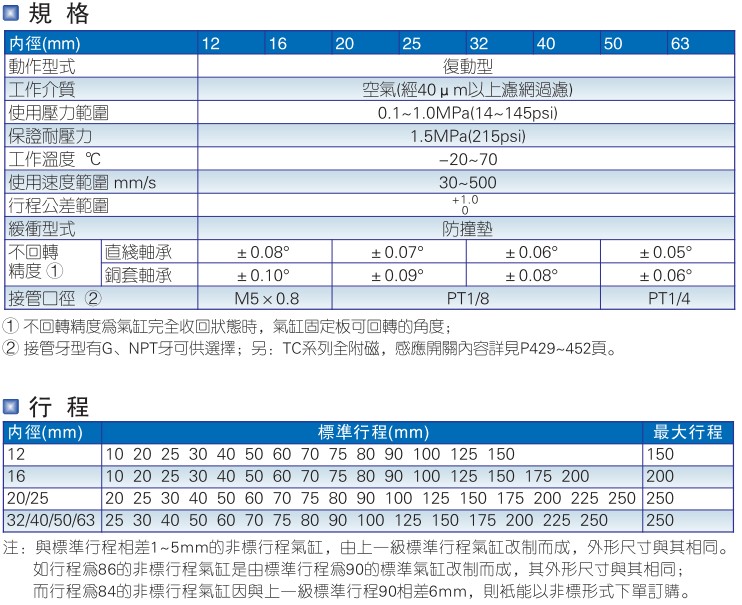 規 格
内徑(mm) 12 16 20 25 32 40 50 63
動作型式 復動型
工作介質 空氣(經40μm以上濾網過濾)
使用壓力範圍 0.1~1.0MPa(14~145psi)
保證耐壓力 1.5MPa(215psi)
工作溫度 ℃ −20~70
使用速度範圍 mm/s 30~500
行程公差範圍 +1.0 0
緩衝型式 防撞墊
不回轉精度① 直綫軸承 ±0.08° ±0.07° ±0.06° ±0.05°
銅套軸承 ±0.10° ±0.09° ±0.08° ±0.06°
接管口徑 ② M5×0.8 PT1/8 PT1/4
① 不回轉精度爲氣缸完全收回狀態時，氣缸固定板可回轉的角度；
② 接管牙型有G、NPT牙可供選擇；另：TC系列全附磁，感應開關內容詳見P429~452頁。
行 程
内徑(mm) 標準行程(mm) 最大行程
12 10 20 25 30 40 50 60 70 75 80 90 100 125 150 150
16 10 20 25 30 40 50 60 70 75 80 90 100 125 150 175 200 200
20/25 20 25 30 40 50 60 70 75 80 90 100 125 150 175 200 225 250 250
32/40/50/63 25 30 40 50 60 70 75 80 90 100 125 150 175 200 225 250 250
注：與標準行程相差1~5mm的非標行程氣缸，由上一級標準行程氣缸改制而成，外形尺寸與其相同。
如行程爲86的非標行程氣缸是由標準行程爲90的標準氣缸改制而成，其外形尺寸與其相同；
而行程爲84的非標行程氣缸因與上一級標準行程90相差6mm，則衹能以非標形式下單訂購。